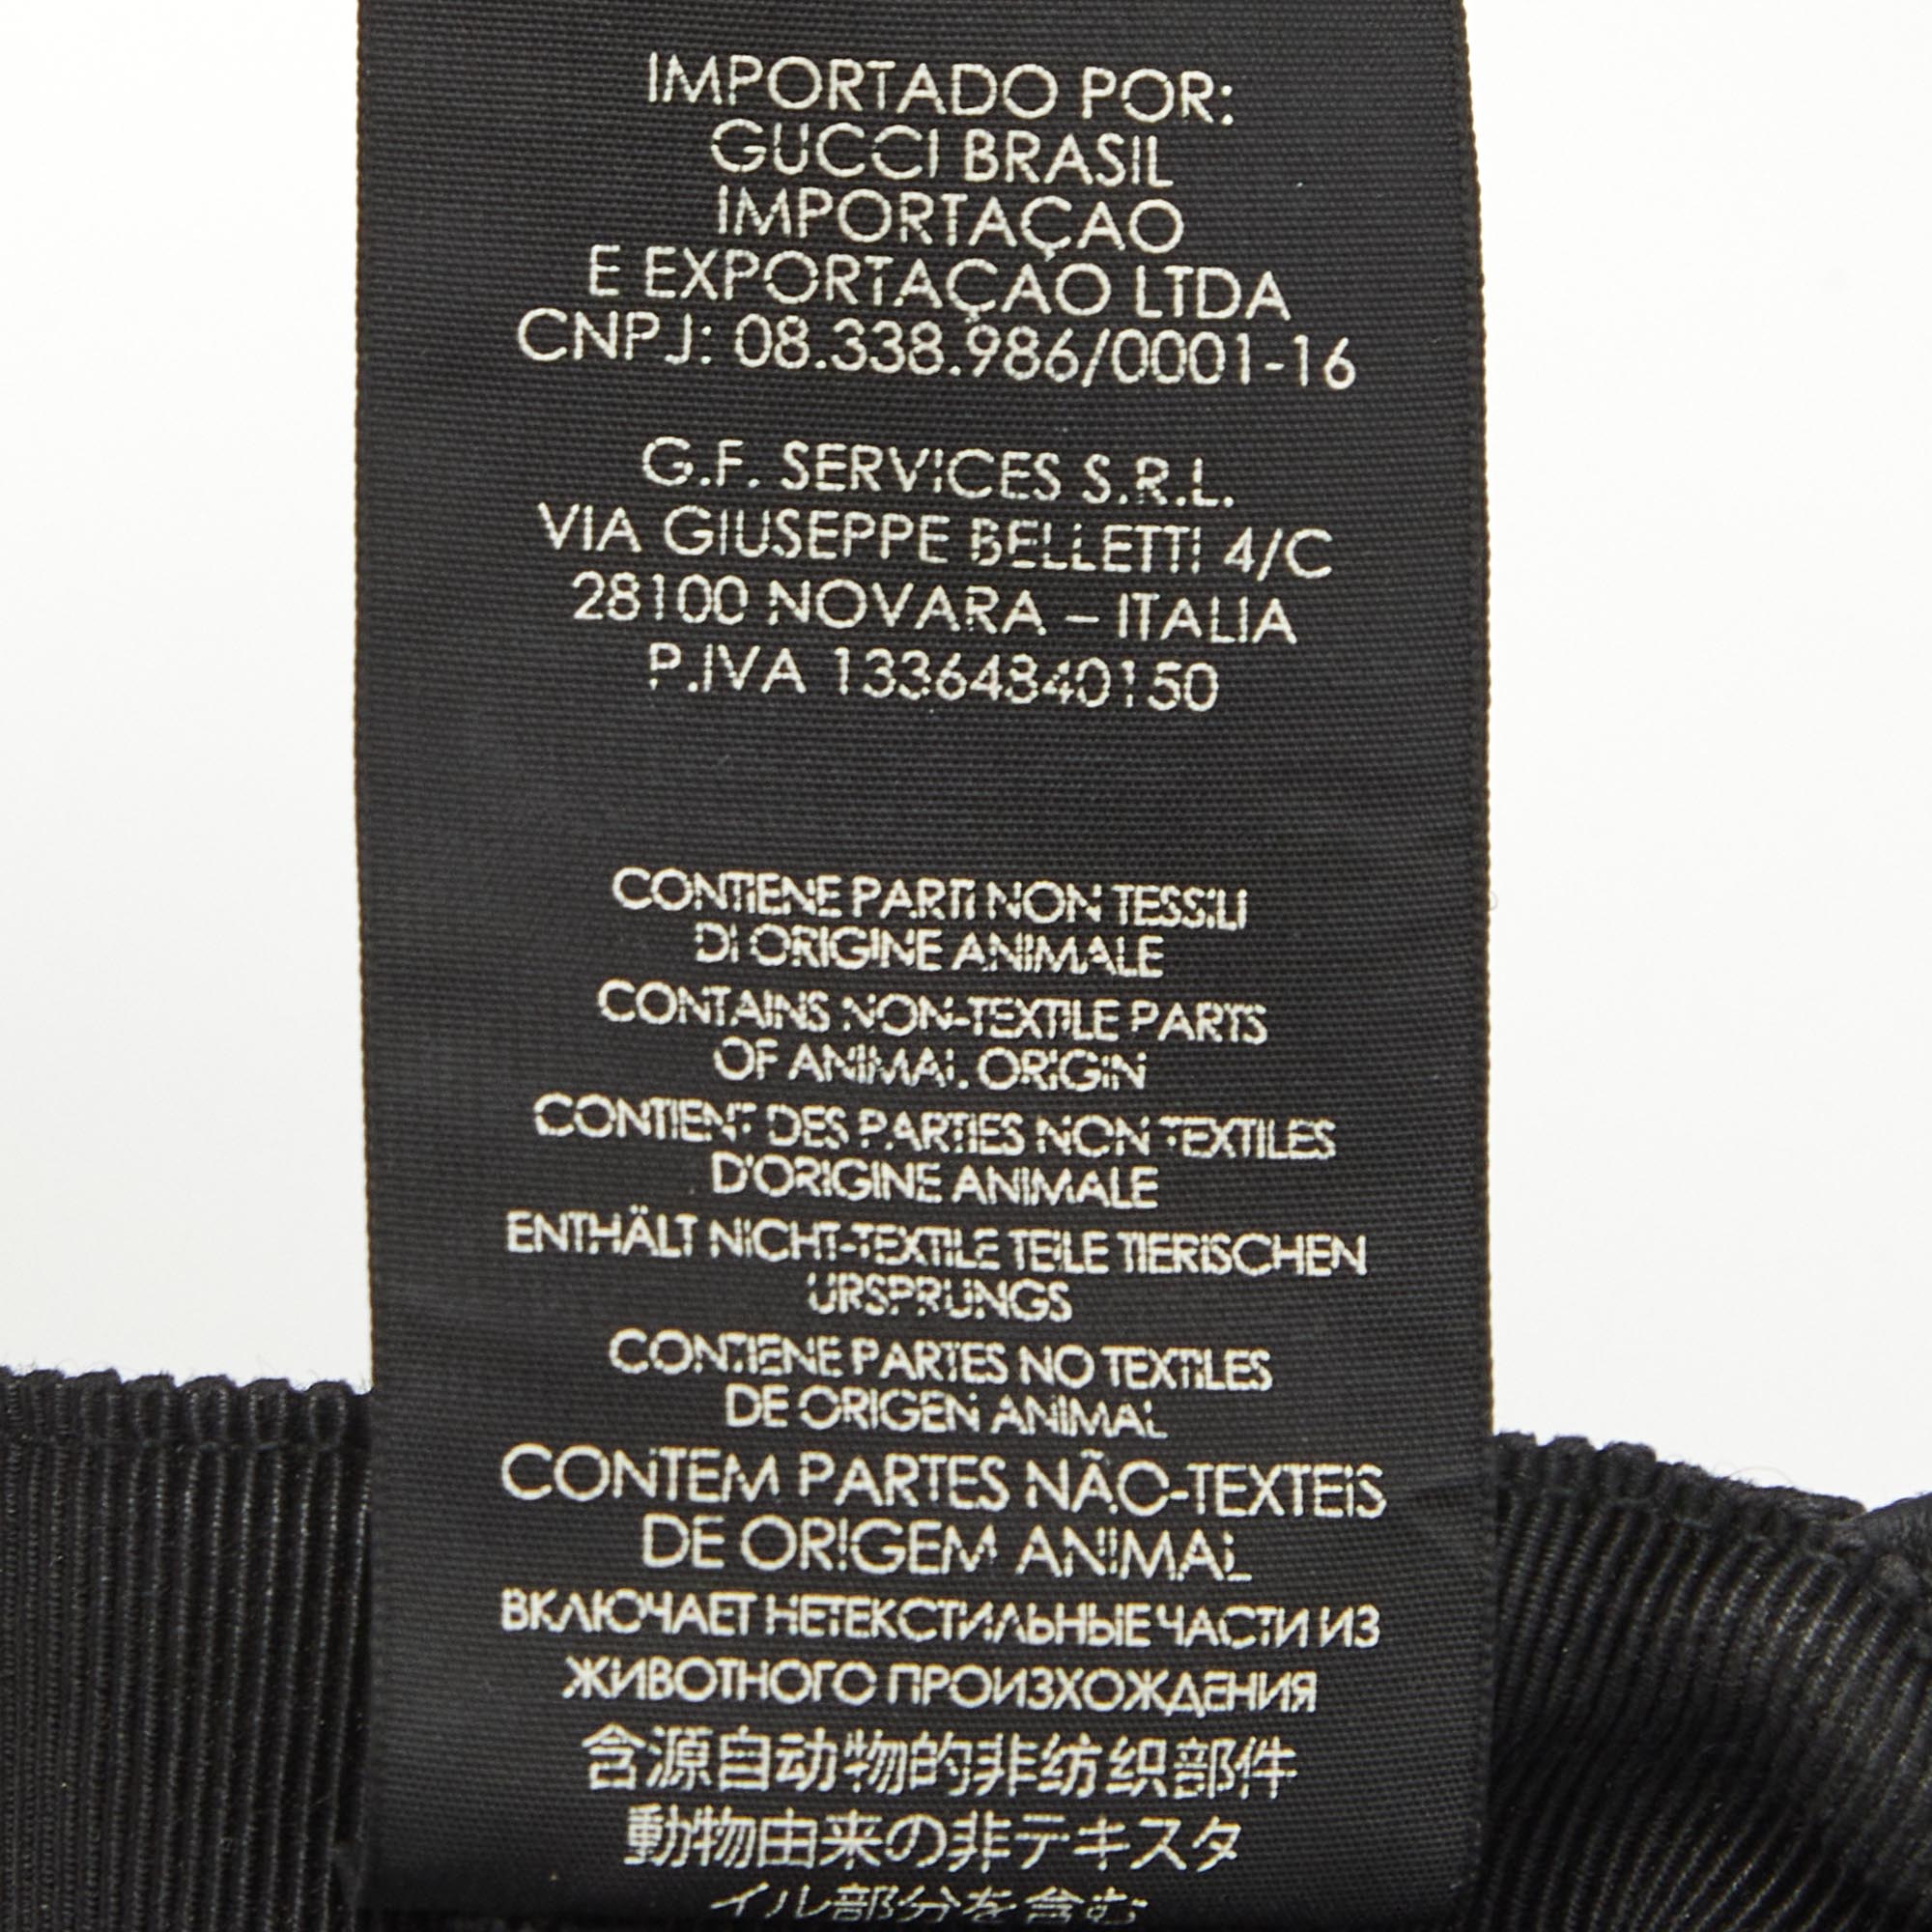 IMPORTADO POR:
GUCCI BRASIL
IMPORTAÇAO
E EXPORTAÇAO LTDA
CNPJ: 08.338.986/0001-16
G.F. SERVICES S.R.L.
VIA GIUSEPPE BELLETTI 4/C
28100 NOVARA – ITALIA
P.IVA 13364840150
CONTIENE PARTI NON TESSILI
DI ORIGINE ANIMALE
CONTAINS NON-TEXTILE PARTS
OF ANIMAL ORIGIN
CONTIENT DES PARTIES NON TEXTILES
D'ORIGINE ANIMALE
ENTHÄLT NICHT-TEXTILE TEILE TIERISCHEN
URSPRUNGS
CONTIENE PARTES NO TEXTILES
DE ORIGEN ANIMAL
CONTEM PARTES NÃO-TEXTEIS
DE ORIGEM ANIMAL
ВКЛЮЧАЕТ НЕТЕКСТИЛЬНЫЕ ЧАСТИ ИЗ
ЖИВОТНОГО ПРОИЗХОЖДЕНИЯ
含源自动物的非纺织部件
動物由来の非テキスタ
イル部分を含む